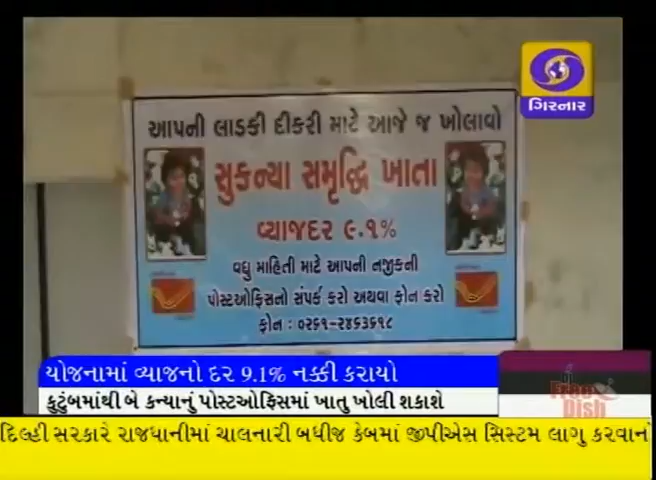 ગિરનાર
આપની લાડકી દીકરી માટે આજે જ ખોલાવો
સુકન્યા સમૃદ્ધિ ખાતા
વ્યાજદર ૯.૧%
વધુ માહિતી માટે આપની નજીકની
પોસ્ટઓફિસનો સંપર્ક કરો અથવા ફોન કરો
ફોન : ૦૨૬૧-૨૪૬૩૬૧૮
યોજનામાં વ્યાજનો દર 9.1% નક્કી કરાયો
કુટુંબમાંથી બે કન્યાનું પોસ્ટઓફિસમાં ખાતુ ખોલી શકાશે
Free Dish
દિલ્હી સરકારે રાજધાનીમાં ચાલનારી બધીજ કેબમાં જીપીએસ સિસ્ટમ લાગુ કરવાનો